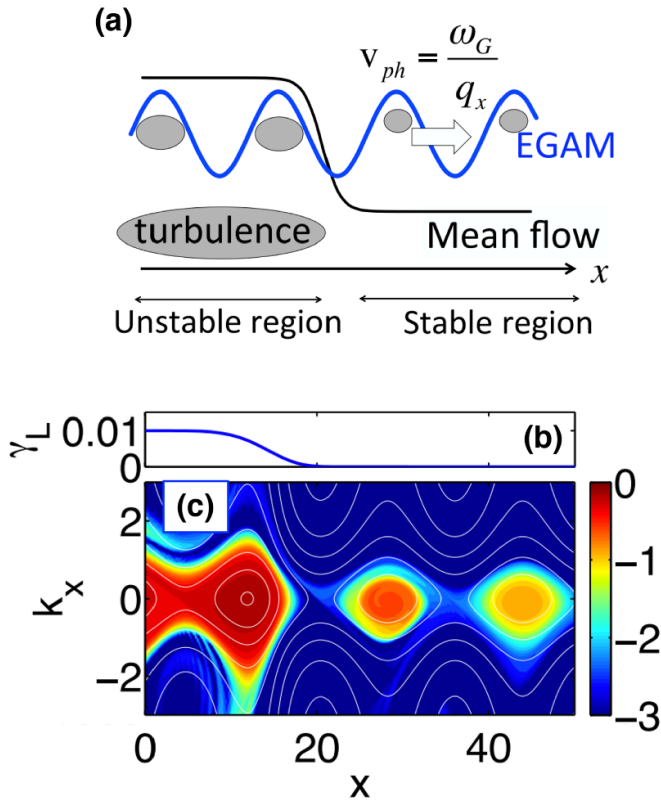 (a)
v_ph = ω_G / q_x
EGAM
turbulence
Mean flow
x
Unstable region
Stable region
γ_L
0.01
0
(b)
(c)
k_x
2
0
−2
0
20
40
x
0
−1
−2
−3